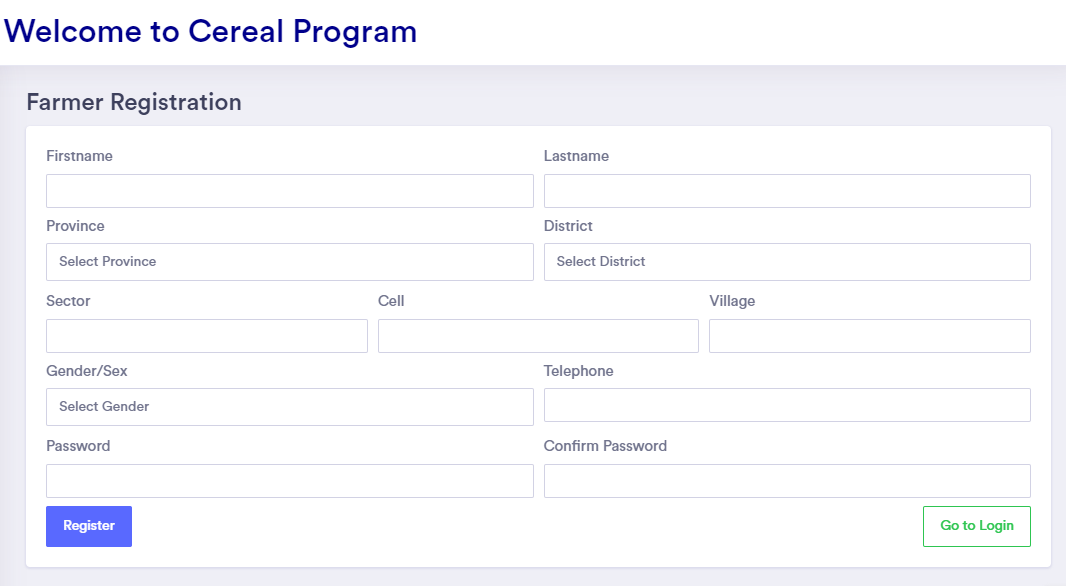 Welcome to Cereal Program
Farmer Registration
Firstname Lastname
Province District
Select Province Select District
Sector Cell Village
Gender/Sex Telephone
Select Gender
Password Confirm Password
Register Go to Login